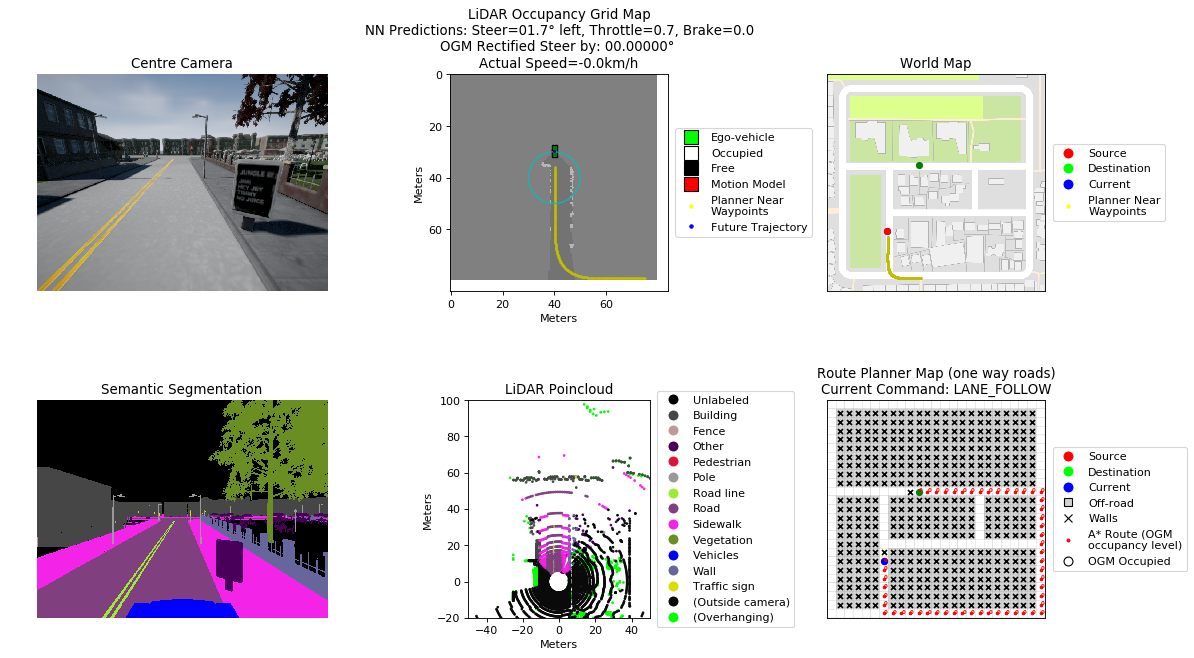 LiDAR Occupancy Grid Map
NN Predictions: Steer=01.7° left, Throttle=0.7, Brake=0.0
OGM Rectified Steer by: 00.00000°
Actual Speed=-0.0km/h
Centre Camera
World Map
JUNGLE
0
20
40
60
Meters
0
20
40
60
Meters
Ego-vehicle
Occupied
Free
Motion Model
Planner Near
Waypoints
Future Trajectory
Source
Destination
Current
Planner Near
Waypoints
Semantic Segmentation
LiDAR Poincloud
Route Planner Map (one way roads)
Current Command: LANE_FOLLOW
100
80
60
40
20
0
−20
Meters
−40
−20
0
20
40
Meters
Unlabeled
Building
Fence
Other
Pedestrian
Pole
Road line
Road
Sidewalk
Vegetation
Vehicles
Wall
Traffic sign
(Outside camera)
(Overhanging)
Source
Destination
Current
Off-road
Walls
A* Route (OGM
occupancy level)
OGM Occupied